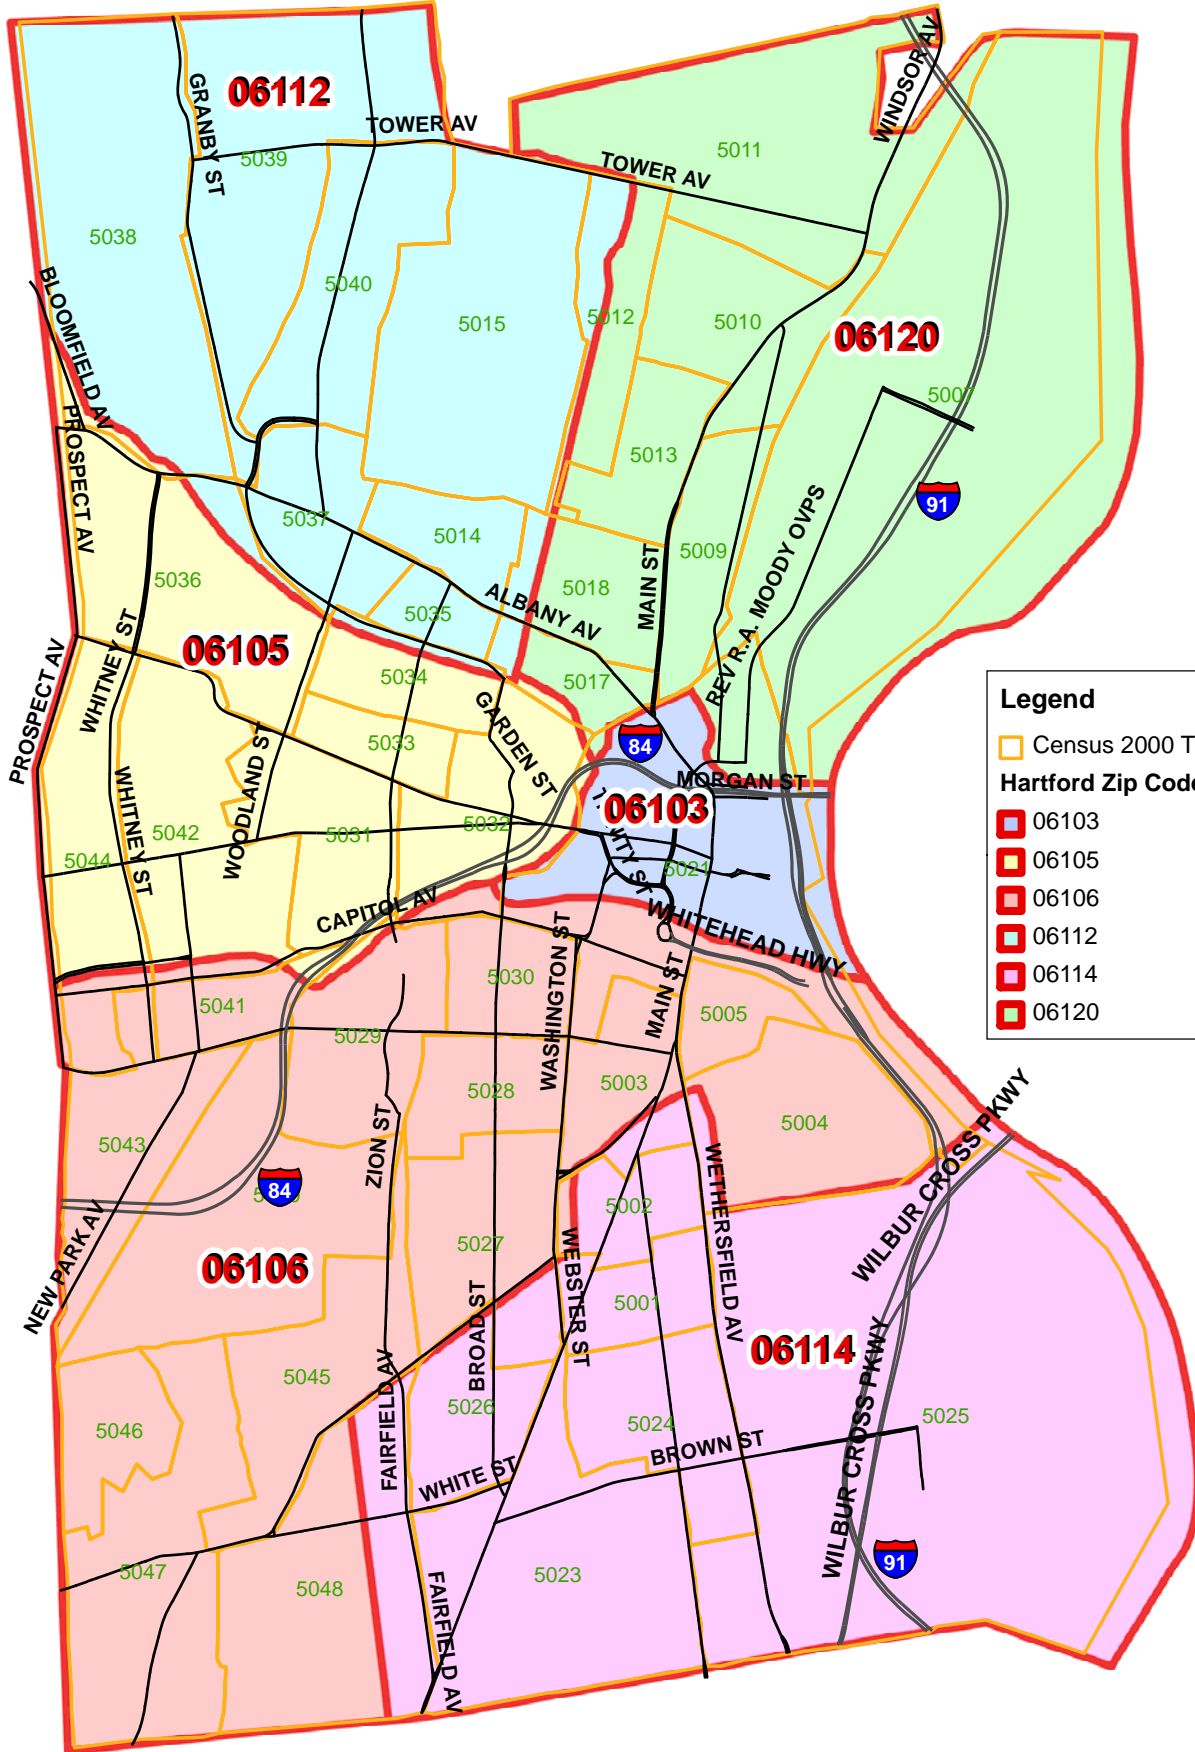 06112
GRANBY ST
TOWER AV
5039
5011
WINDSOR AV
TOWER AV
5038
5040
5015
5012
5010
06120
BLOOMFIELD AV
5007
PROSPECT AV
5013
91
5037
5014
5009
MAIN ST
REV R.A. MOODY OVPS
5036
5018
5035
ALBANY AV
06105
WHITNEY ST
PROSPECT AV
5034
5017
GARDEN ST
5033
84
WOODLAND ST
MORGAN ST
06103
WHITNEY ST
5042
5031
5032
5044
5021
CAPITOL AV
WHITEHEAD HWY
WASHINGTON ST
5030
MAIN ST
5041
5029
5005
5028
5003
5004
ZION ST
5043
WETHERSFIELD AV
WILBUR CROSS PKWY
84
5002
NEW PARK AV
06106
5027
WEBSTER ST
5001
BROAD ST
06114
WILBUR CROSS PKWY
5045
FAIRFIELD AV
5046
5026
5024
5025
BROWN ST
WHITE ST
91
5047
5048
5023
FAIRFIELD AV
Legend
Census 2000 T
Hartford Zip Code
06103
06105
06106
06112
06114
06120